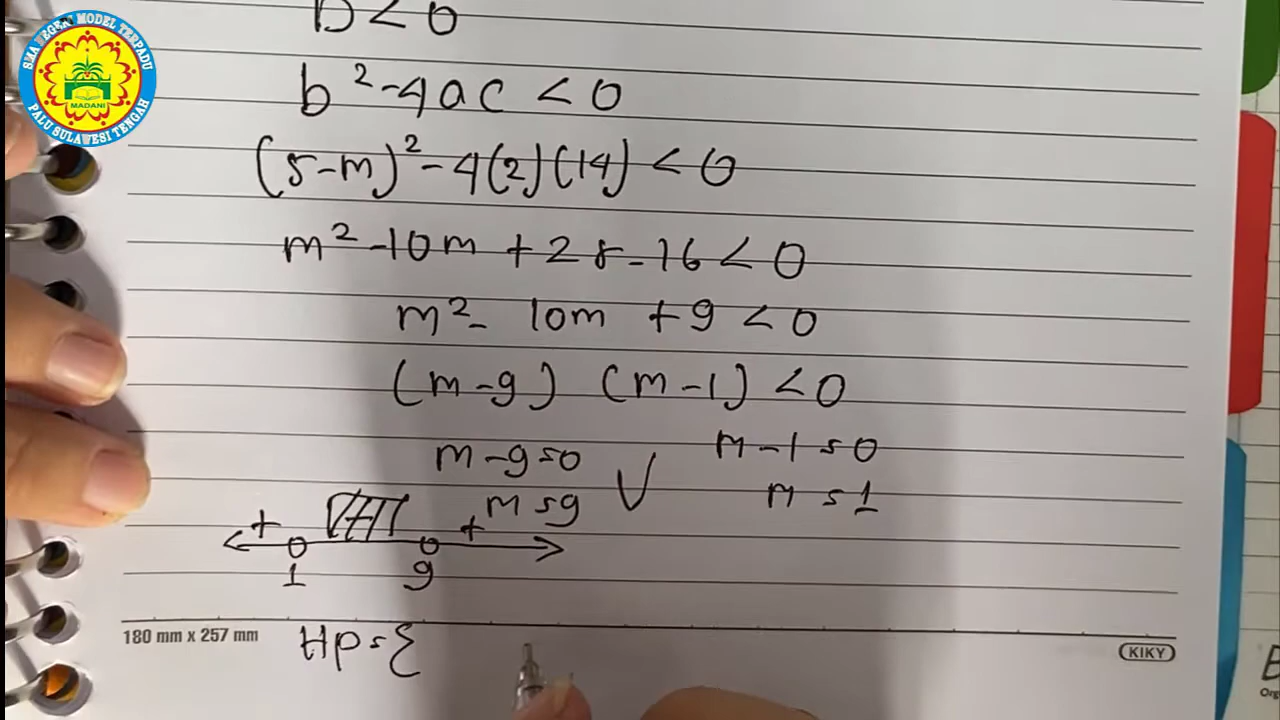 SMA NEGERI MODEL TERPADU
MADANI
PALU SULAWESI TENGAH
D < 0
b² - 4ac < 0
(5-m)² - 4(2)(14) < 0
m² - 10m + 28 - 16 < 0
m² - 10m + 9 < 0
(m - 9) (m - 1) < 0
m - 9 = 0 V m - 1 = 0
m = 9 m = 1
+ +
1 9
180 mm x 257 mm
KIKY
Hp = {